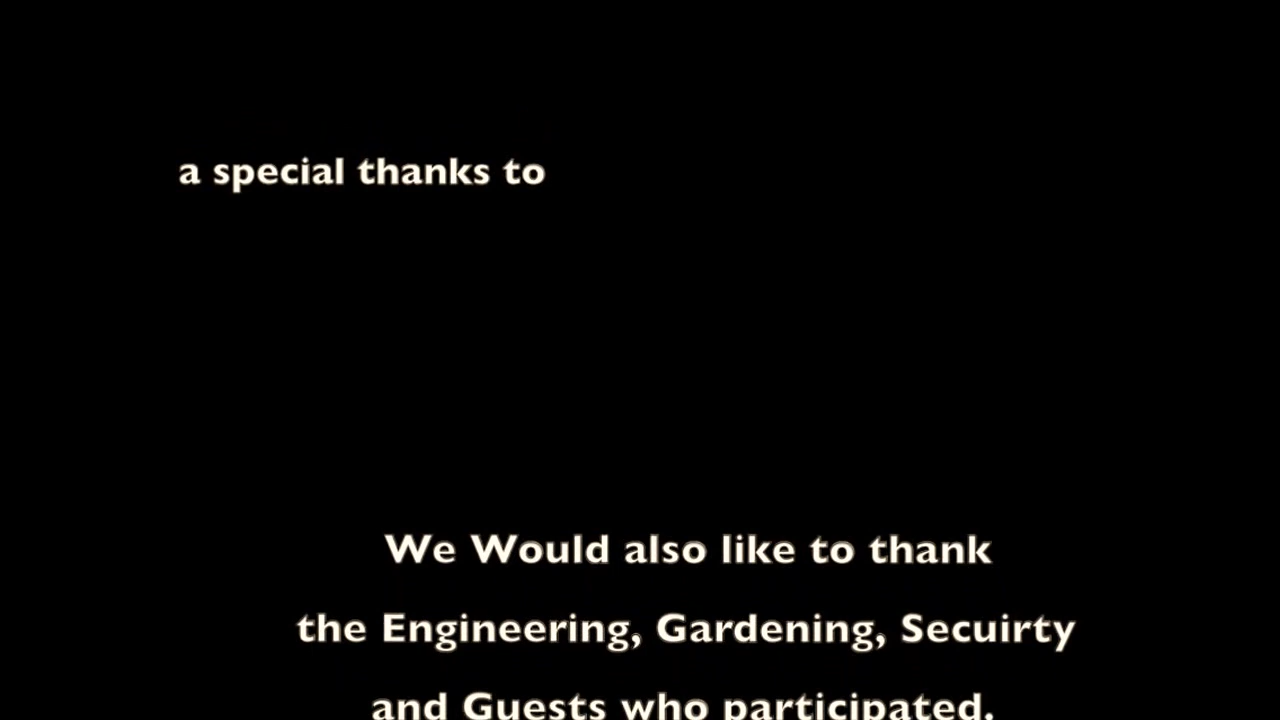 a special thanks to
We Would also like to thank
the Engineering, Gardening, Secuirty
and Guests who participated.